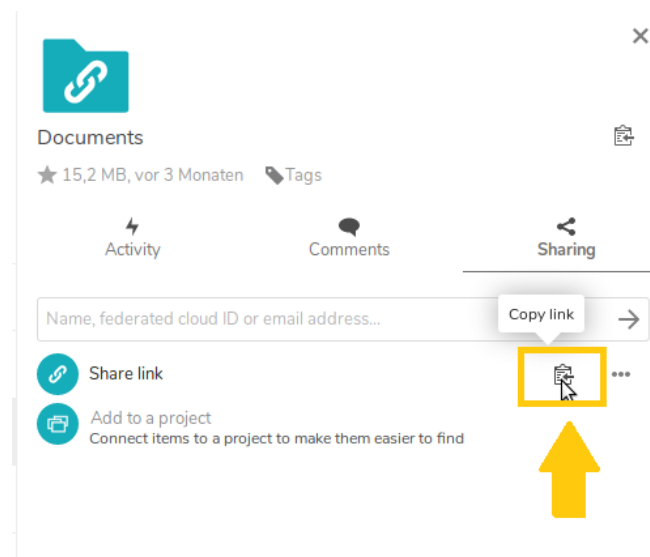 Documents
15,2 MB, vor 3 Monaten Tags
Activity Comments Sharing
Name, federated cloud ID or email address...
Copy link
Share link
Add to a project
Connect items to a project to make them easier to find